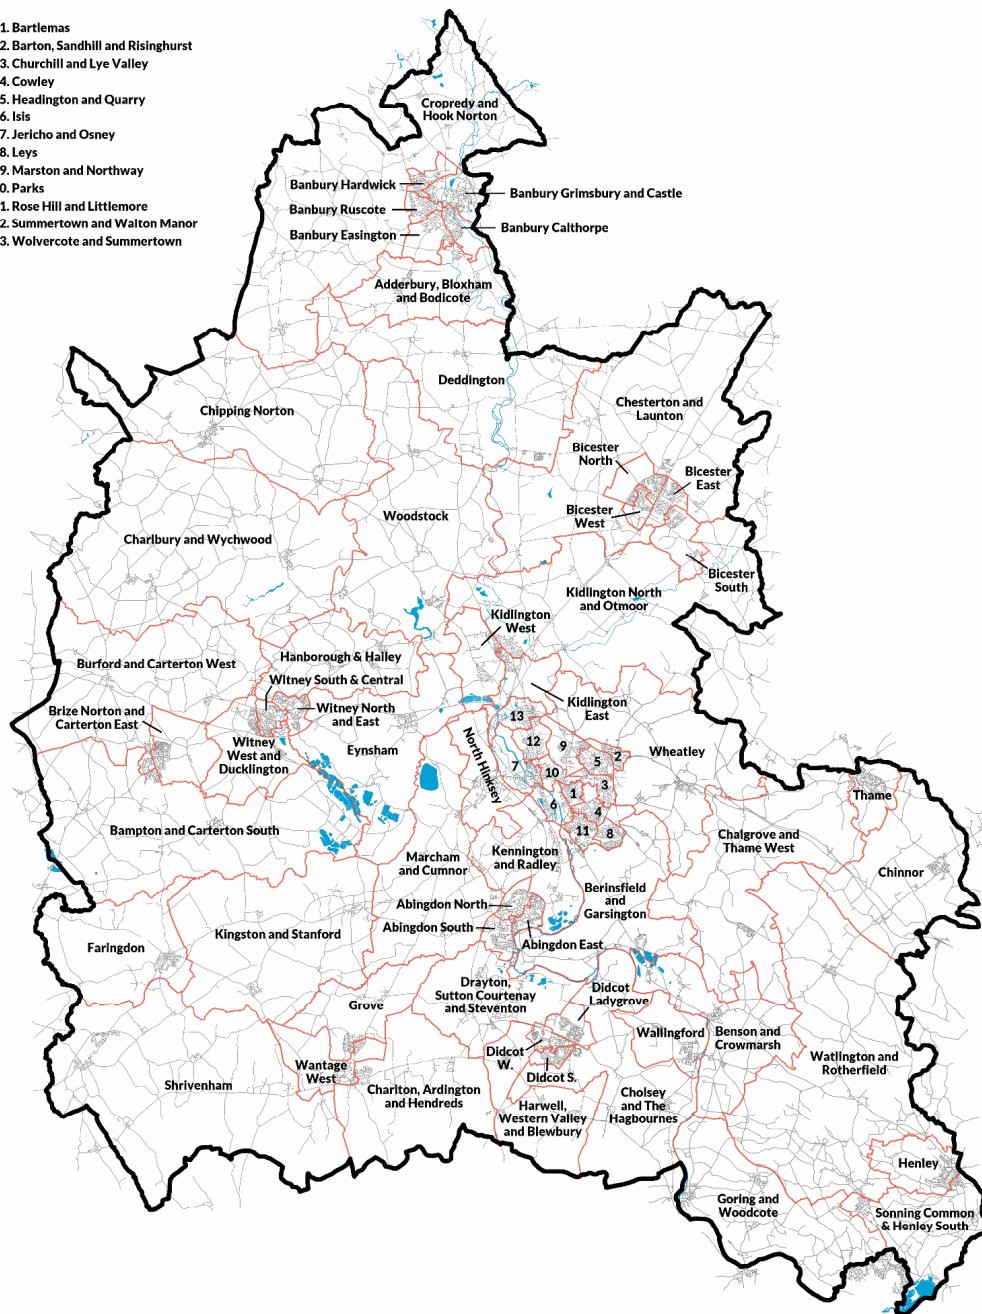 1. Bartlemas
2. Barton, Sandhill and Risinghurst
3. Churchill and Lye Valley
4. Cowley
5. Headington and Quarry
6. Isis
7. Jericho and Osney
8. Leys
9. Marston and Northway
0. Parks
1. Rose Hill and Littlemore
2. Summertown and Walton Manor
3. Wolvercote and Summertown
Cropredy and
Hook Norton
Banbury Hardwick
Banbury Grimsbury and Castle
Banbury Ruscote
Banbury Calthorpe
Banbury Easington
Adderbury, Bloxham
and Bodicote
Deddington
Chipping Norton
Chesterton and
Launton
Bicester
North
Bicester
East
Bicester
West
Woodstock
Charlbury and Wychwood
Bicester
South
Kidlington North
and Otmoor
Kidlington
West
Hanborough & Hailey
Burford and Carterton West
Witney South & Central
Kidlington
East
Brize Norton and
Carterton East
Witney North
and East
13
12
9
5
2
Wheatley
Witney
West and
Ducklington
Eynsham
North Hinksey
7
10
1
3
6
4
11
8
Thame
Bampton and Carterton South
Chalgrove and
Thame West
Marcham
and Cumnor
Kennington
and Radley
Chinnor
Berinsfield
and
Garsington
Abingdon North
Abingdon South
Abingdon East
Faringdon
Kingston and Stanford
Drayton,
Sutton Courtenay
and Steventon
Didcot
Ladygrove
Grove
Wallingford
Benson and
Crowmarsh
Didcot
W.
Didcot S.
Watlington and
Rotherfield
Wantage
West
Shrivenham
Charlton, Ardington
and Hendreds
Harwell,
Western Valley
and Blewbury
Cholsey
and The
Hagbournes
Henley
Goring and
Woodcote
Sonning Common
& Henley South